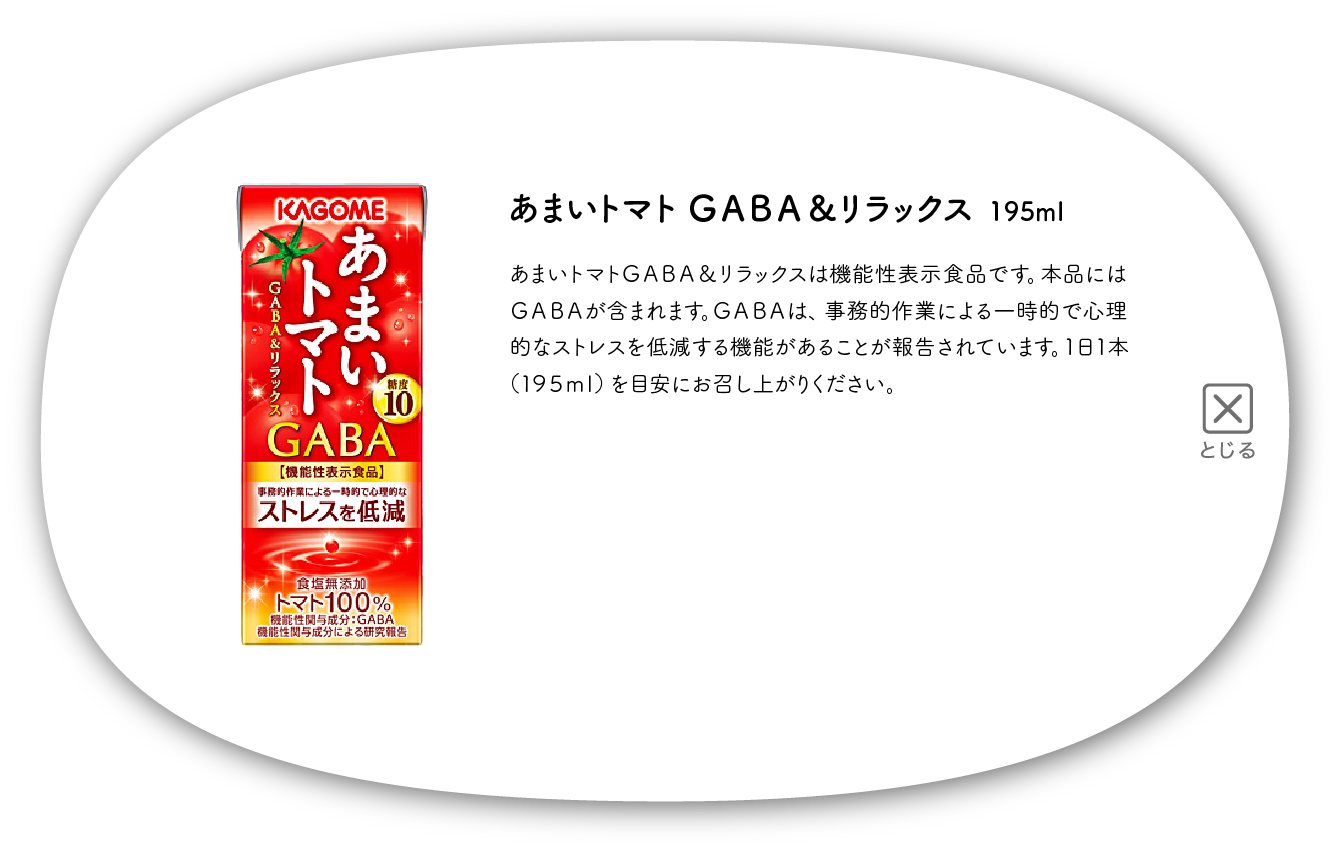 KAGOME
あまい
トマト
GABA&リラックス
糖度
10
GABA
【機能性表示食品】
事務的作業による一時的で心理的な
ストレスを低減
食塩無添加
トマト100%
機能性関与成分:GABA
機能性関与成分による研究報告
あまいトマト GABA&リラックス 195ml
あまいトマトGABA&リラックスは機能性表示食品です。本品には
GABAが含まれます。GABAは、事務的作業による一時的で心理
的なストレスを低減する機能があることが報告されています。1日1本
(195ml)を目安にお召し上がりください。
とじる